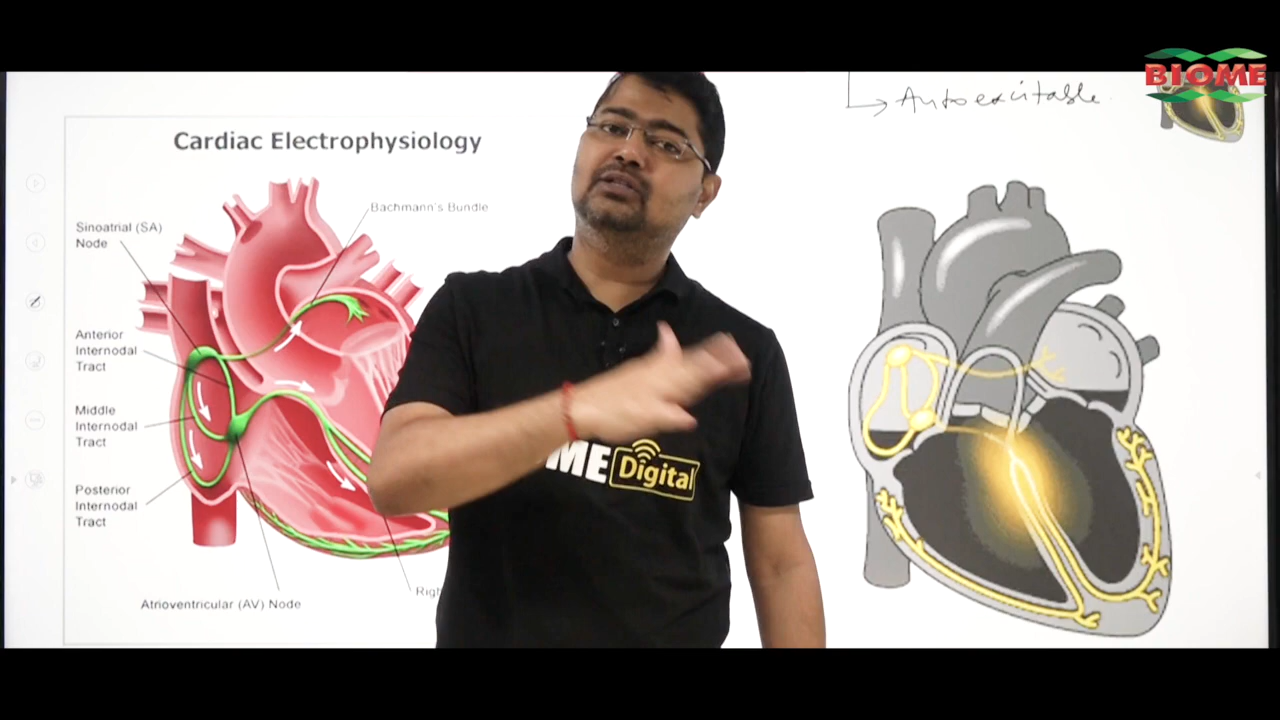 BIOME
Autoexcitable
Cardiac Electrophysiology
Bachmann's Bundle
Sinoatrial (SA)
Node
Anterior
Internodal
Tract
Middle
Internodal
Tract
Posterior
Internodal
Tract
Atrioventricular (AV) Node
Righ
OME Digital